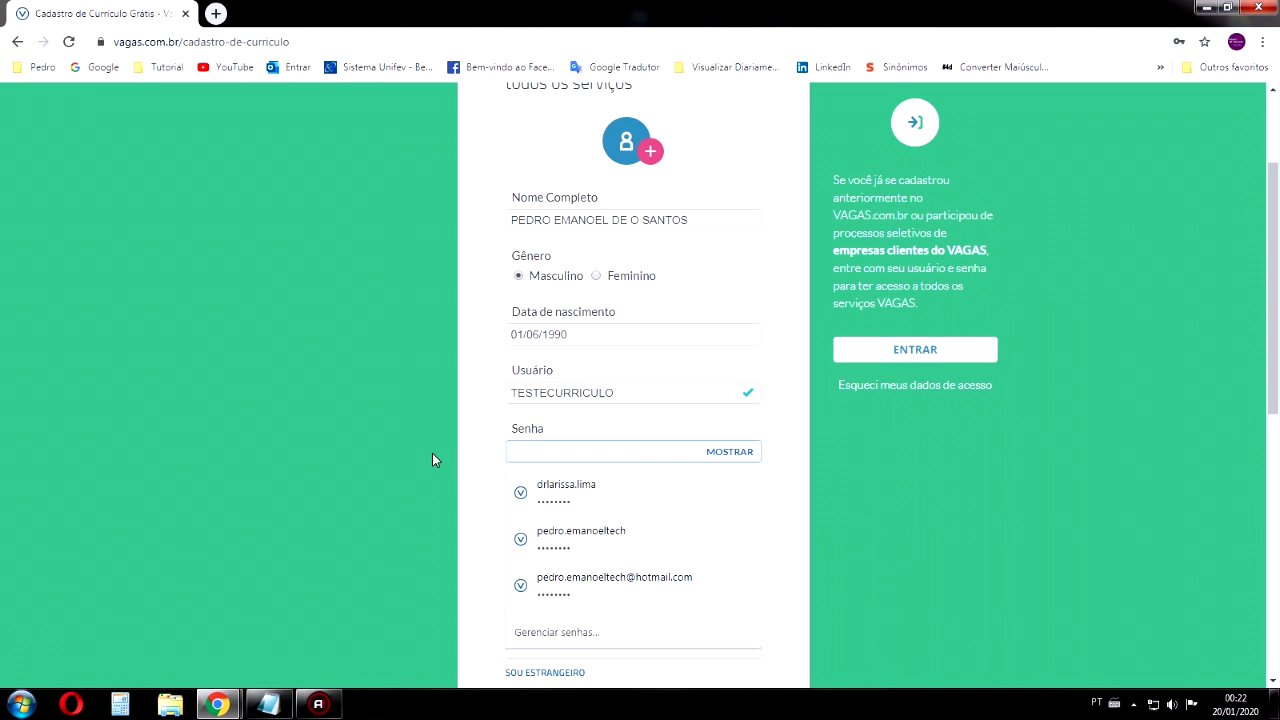 Cadastro de Currículo Grátis - V
vagas.com.br/cadastro-de-curriculo
Pedro
Google
Tutorial
YouTube
Entrar
Sistema Unifev - Be...
Bem-vindo ao Face...
Google Tradutor
Visualizar Diariame...
LinkedIn
Sinônimos
Converter Maiúscul...
»
Outros favoritos
todos os serviços
Nome Completo
PEDRO EMANOEL DE O SANTOS
Gênero
Masculino Feminino
Data de nascimento
01/06/1990
Usuário
TESTECURRICULO
Senha
MOSTRAR
drlarissa.lima
••••••••
pedro.emanoeltech
••••••••
pedro.emanoeltech@hotmail.com
••••••••
Gerenciar senhas...
SOU ESTRANGEIRO
Se você já se cadastrou
anteriormente no
VAGAS.com.br ou participou de
processos seletivos de
empresas clientes do VAGAS,
entre com seu usuário e senha
para ter acesso a todos os
serviços VAGAS.
ENTRAR
Esqueci meus dados de acesso
PT
00:22
20/01/2020